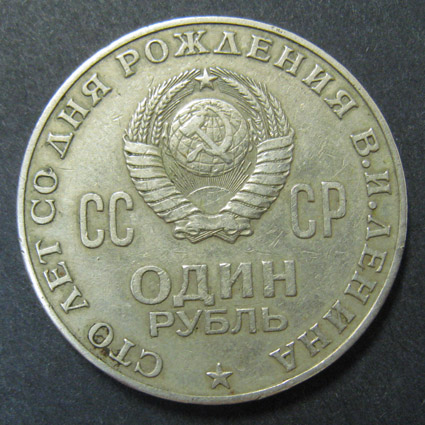 СТО ЛЕТ СО ДНЯ РОЖДЕНИЯ В.И.ЛЕНИНА
СС СР
ОДИН
РУБЛЬ